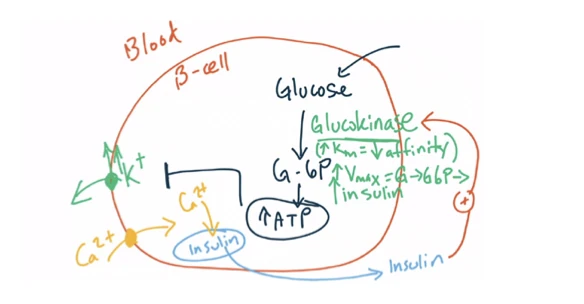 Blood
β-cell
Glucose
Glucokinase
(↑Km=↓affinity)
G-6P
↑Vmax=G→G6P→
↑insulin
K+
Ca2+
↑ATP
Insulin
Ca2+
Insulin
+